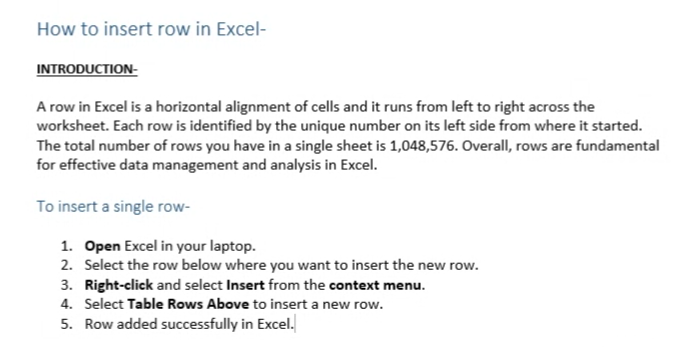 How to insert row in Excel-
INTRODUCTION-
A row in Excel is a horizontal alignment of cells and it runs from left to right across the
worksheet. Each row is identified by the unique number on its left side from where it started.
The total number of rows you have in a single sheet is 1,048,576. Overall, rows are fundamental
for effective data management and analysis in Excel.
To insert a single row-
1. Open Excel in your laptop.
2. Select the row below where you want to insert the new row.
3. Right-click and select Insert from the context menu.
4. Select Table Rows Above to insert a new row.
5. Row added successfully in Excel.